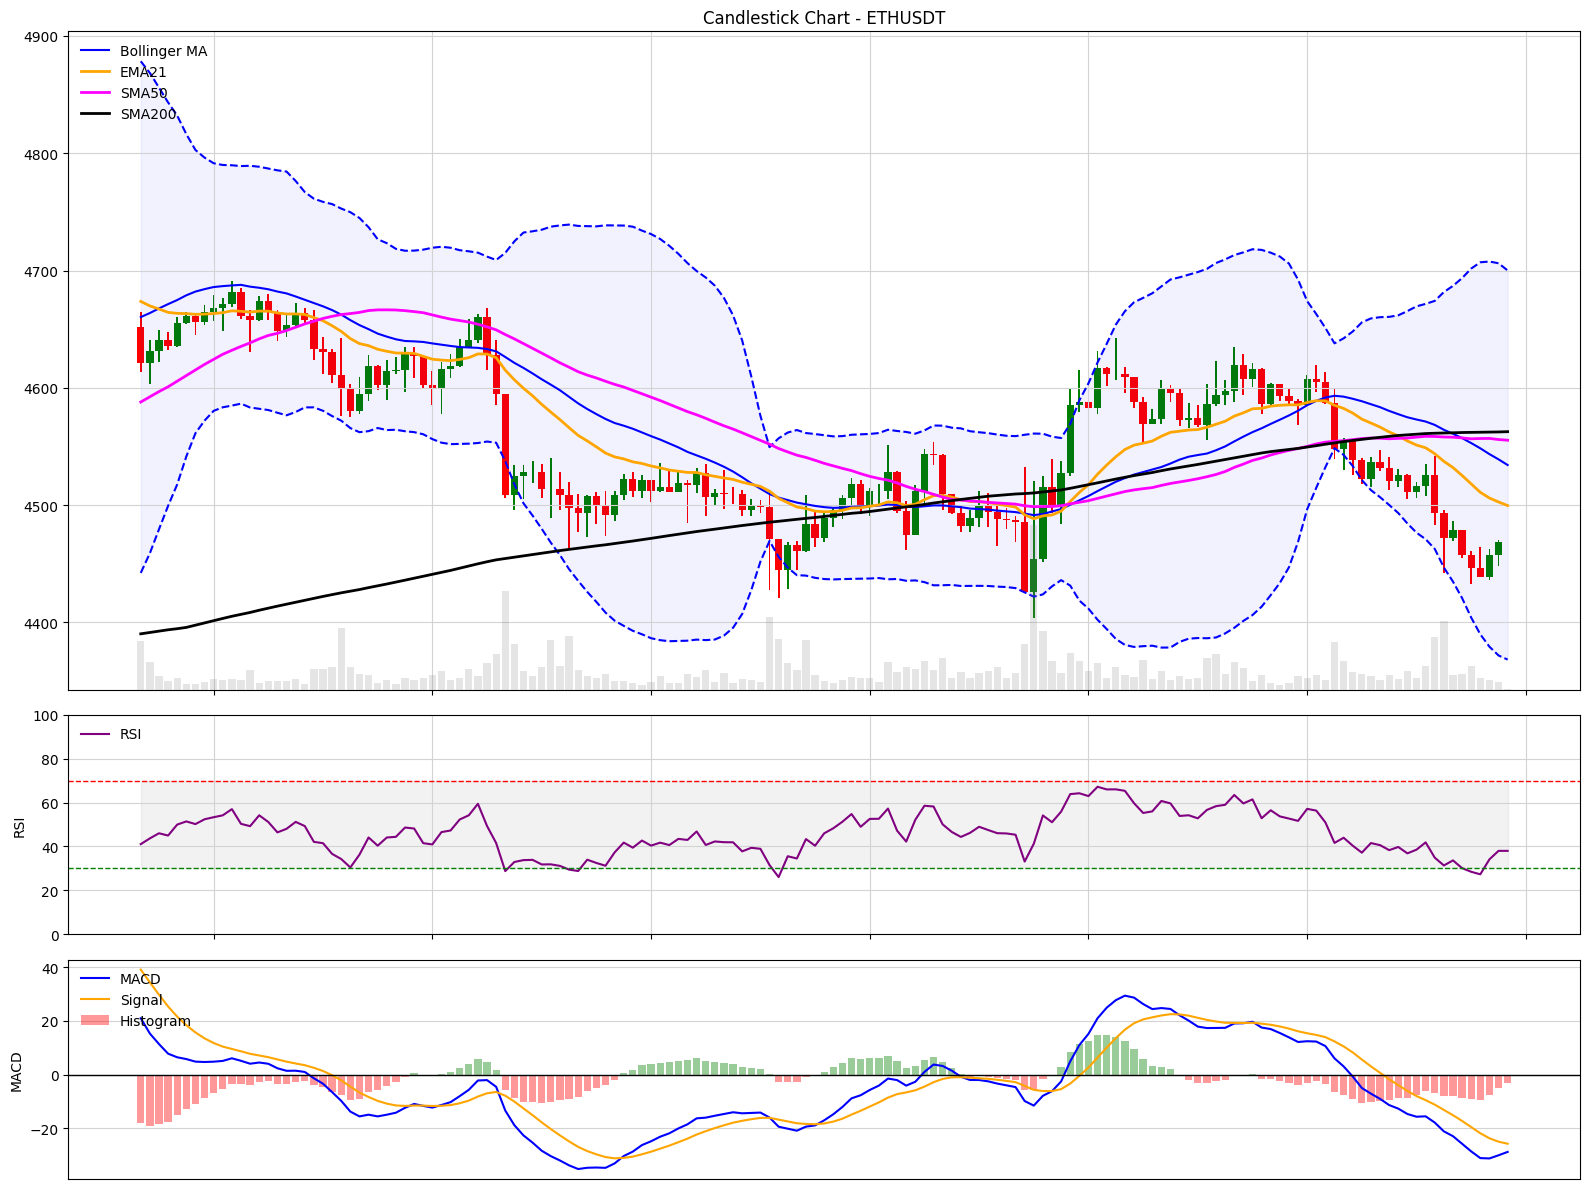 Candlestick Chart - ETHUSDT
4900
4800
4700
4600
4500
4400
Bollinger MA
EMA21
SMA50
SMA200
100
80
60
40
20
0
RSI
RSI
40
20
0
−20
MACD
MACD
Signal
Histogram